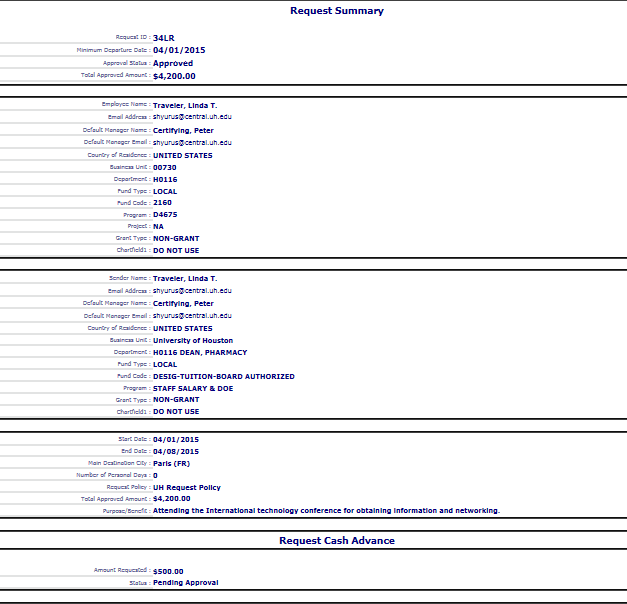 Request Summary
Request ID : 34LR
Minimum Departure Date : 04/01/2015
Approval Status : Approved
Total Approved Amount : $4,200.00
Employee Name : Traveler, Linda T.
Email Address : shyurus@central.uh.edu
Default Manager Name : Certifying, Peter
Default Manager Email : shyurus@central.uh.edu
Country of Residence : UNITED STATES
Business Unit : 00730
Department : H0116
Fund Type : LOCAL
Fund Code : 2160
Program : D4675
Project : NA
Grant Type : NON-GRANT
Chartfield1 : DO NOT USE
Sender Name : Traveler, Linda T.
Email Address : shyurus@central.uh.edu
Default Manager Name : Certifying, Peter
Default Manager Email : shyurus@central.uh.edu
Country of Residence : UNITED STATES
Business Unit : University of Houston
Department : H0116 DEAN, PHARMACY
Fund Type : LOCAL
Fund Code : DESIG-TUITION-BOARD AUTHORIZED
Program : STAFF SALARY & DOE
Grant Type : NON-GRANT
Chartfield1 : DO NOT USE
Start Date : 04/01/2015
End Date : 04/08/2015
Main Destination City : Paris (FR)
Number of Personal Days : 0
Request Policy : UH Request Policy
Total Approved Amount : $4,200.00
Purpose/Benefit : Attending the International technology conference for obtaining information and networking.
Request Cash Advance
Amount Requested : $500.00
Status : Pending Approval